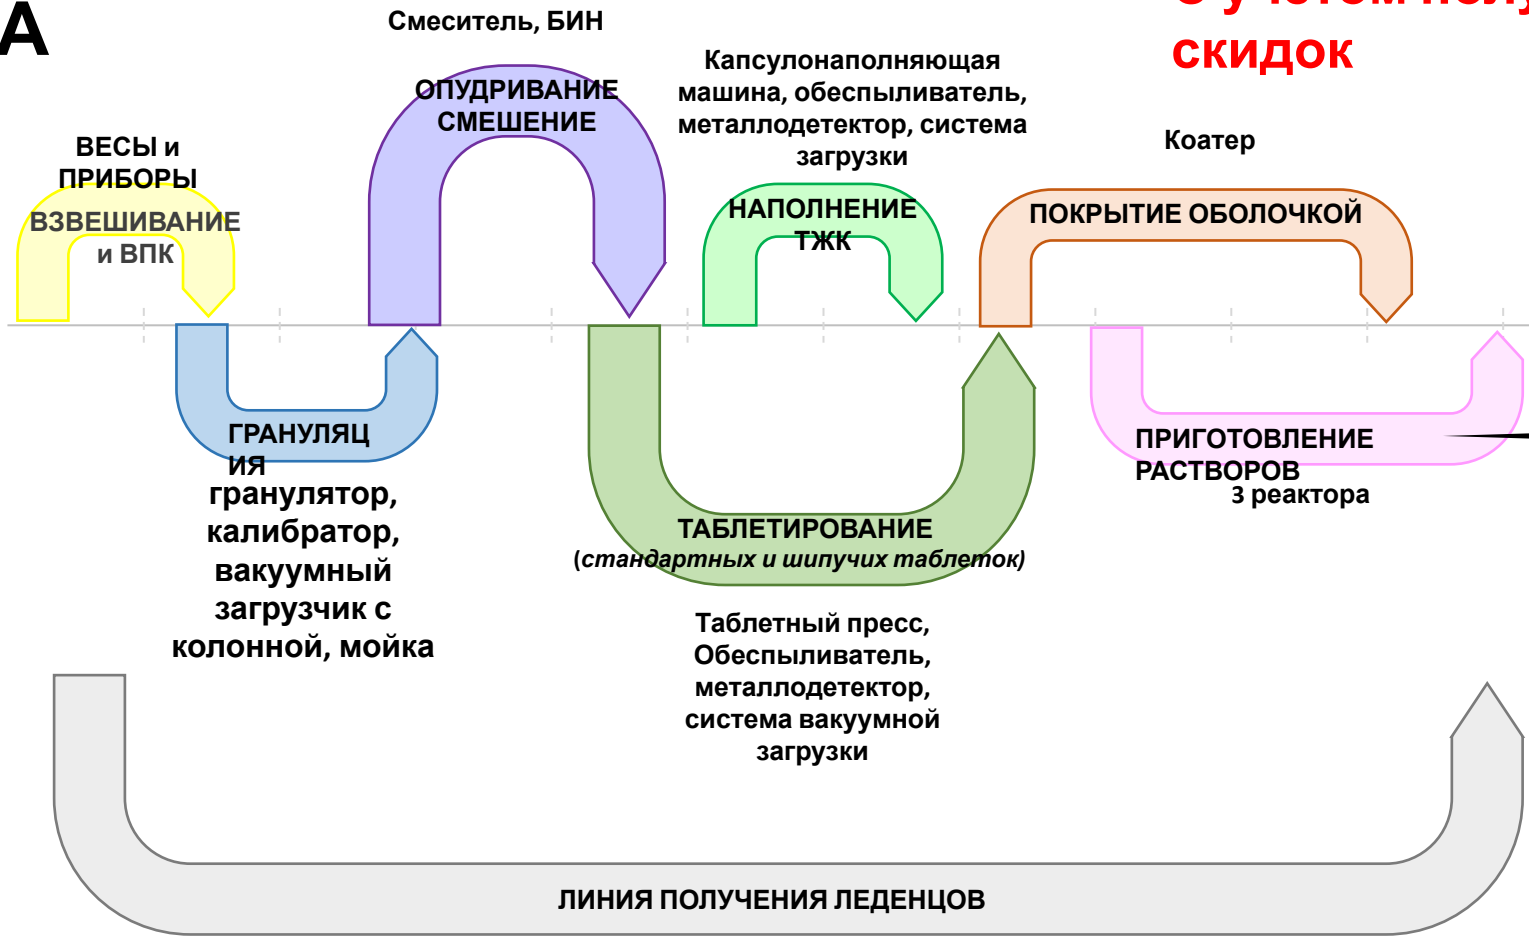 А
Смеситель, БИН
скидок
Капсулонаполняющая
машина, обеспыливатель,
металлодетектор, система
загрузки
ОПУДРИВАНИЕ
СМЕШЕНИЕ
ВЕСЫ и
ПРИБОРЫ
Коатер
ВЗВЕШИВАНИЕ
и ВПК
НАПОЛНЕНИЕ
ТЖК
ПОКРЫТИЕ ОБОЛОЧКОЙ
ГРАНУЛЯЦ
ИЯ
гранулятор,
калибратор,
вакуумный
загрузчик с
колонной, мойка
ПРИГОТОВЛЕНИЕ
РАСТВОРОВ
3 реактора
ТАБЛЕТИРОВАНИЕ
(стандартных и шипучих таблеток)
Таблетный пресс,
Обеспыливатель,
металлодетектор,
система вакуумной
загрузки
ЛИНИЯ ПОЛУЧЕНИЯ ЛЕДЕНЦОВ